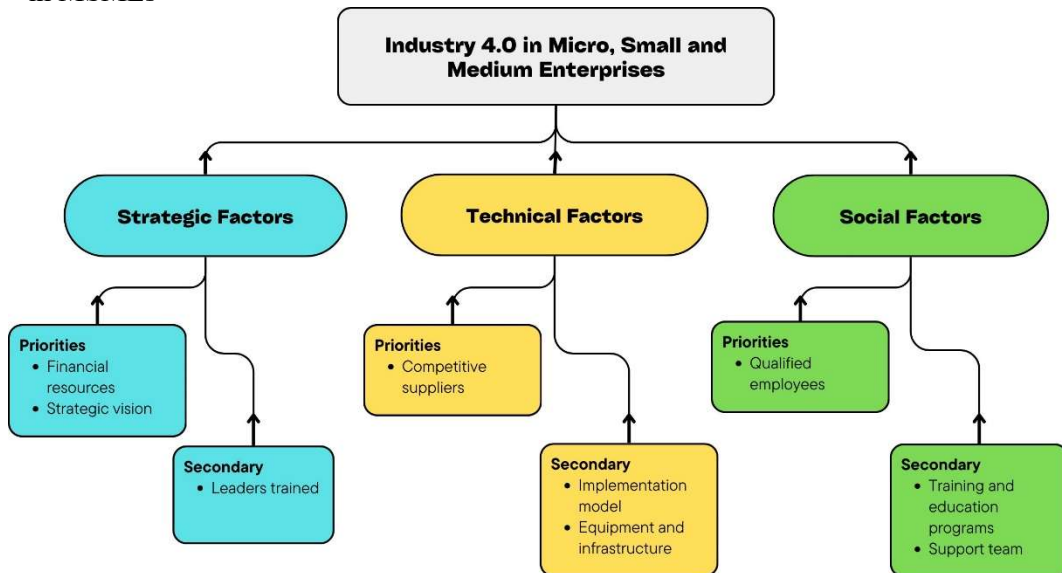 Industry 4.0 in Micro, Small and
Medium Enterprises
Strategic Factors
Technical Factors
Social Factors
Priorities
• Financial
resources
• Strategic vision
Secondary
• Leaders trained
Priorities
• Competitive
suppliers
Secondary
• Implementation
model
• Equipment and
infrastructure
Priorities
• Qualified
employees
Secondary
• Training and
education
programs
• Support team